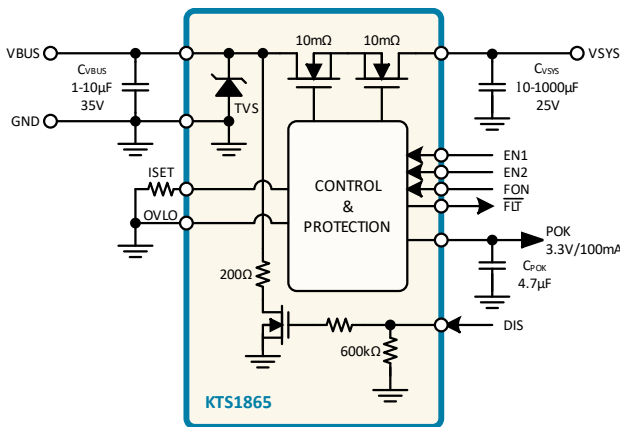 10mΩ 10mΩ
VBUS
VSYS
CVBUS
1-10µF
35V
TVS
CVSYS
10-1000µF
25V
GND
ISET
OVLO
CONTROL
&
PROTECTION
EN1
EN2
FON
FLT
POK
3.3V/100mA
CPOK
4.7µF
200Ω
600kΩ
DIS
KTS1865